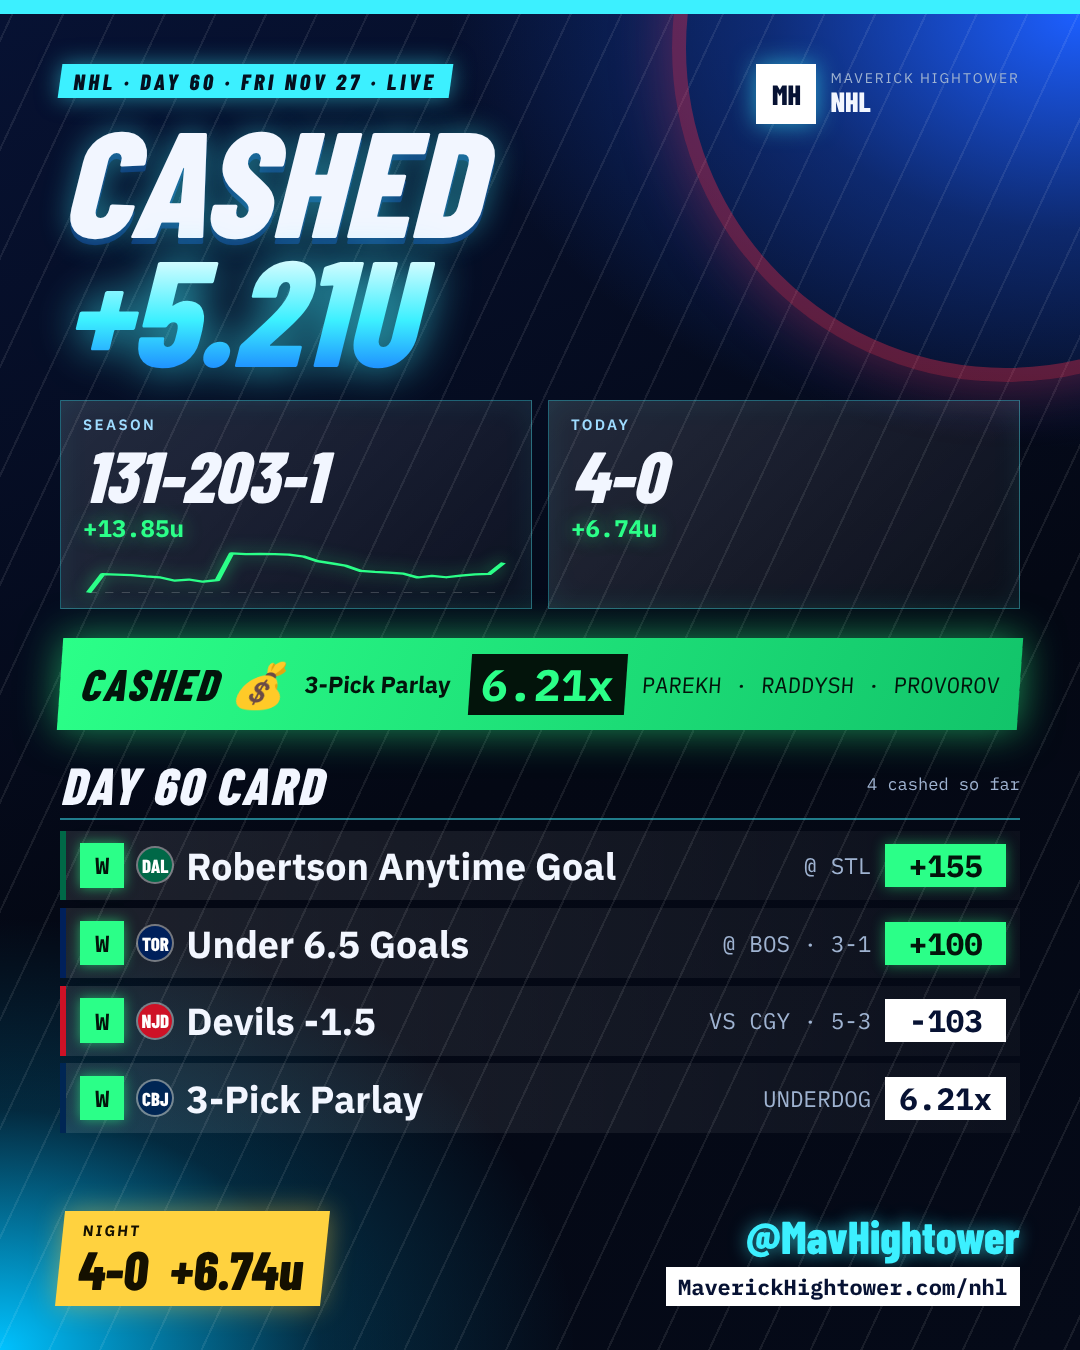 NHL · DAY 60 · FRI NOV 27 · LIVE
MH
MAVERICK HIGHTOWER
NHL
CASHED
+5.21U
SEASON
131-203-1
+13.85u
TODAY
4-0
+6.74u
CASHED 💰 3-Pick Parlay 6.21x PAREKH · RADDYSH · PROVOROV
DAY 60 CARD
4 cashed so far
W DAL Robertson Anytime Goal @ STL +155
W TOR Under 6.5 Goals @ BOS · 3-1 +100
W NJD Devils -1.5 VS CGY · 5-3 -103
W CBJ 3-Pick Parlay UNDERDOG 6.21x
NIGHT
4-0 +6.74u
@MavHightower
MaverickHightower.com/nhl